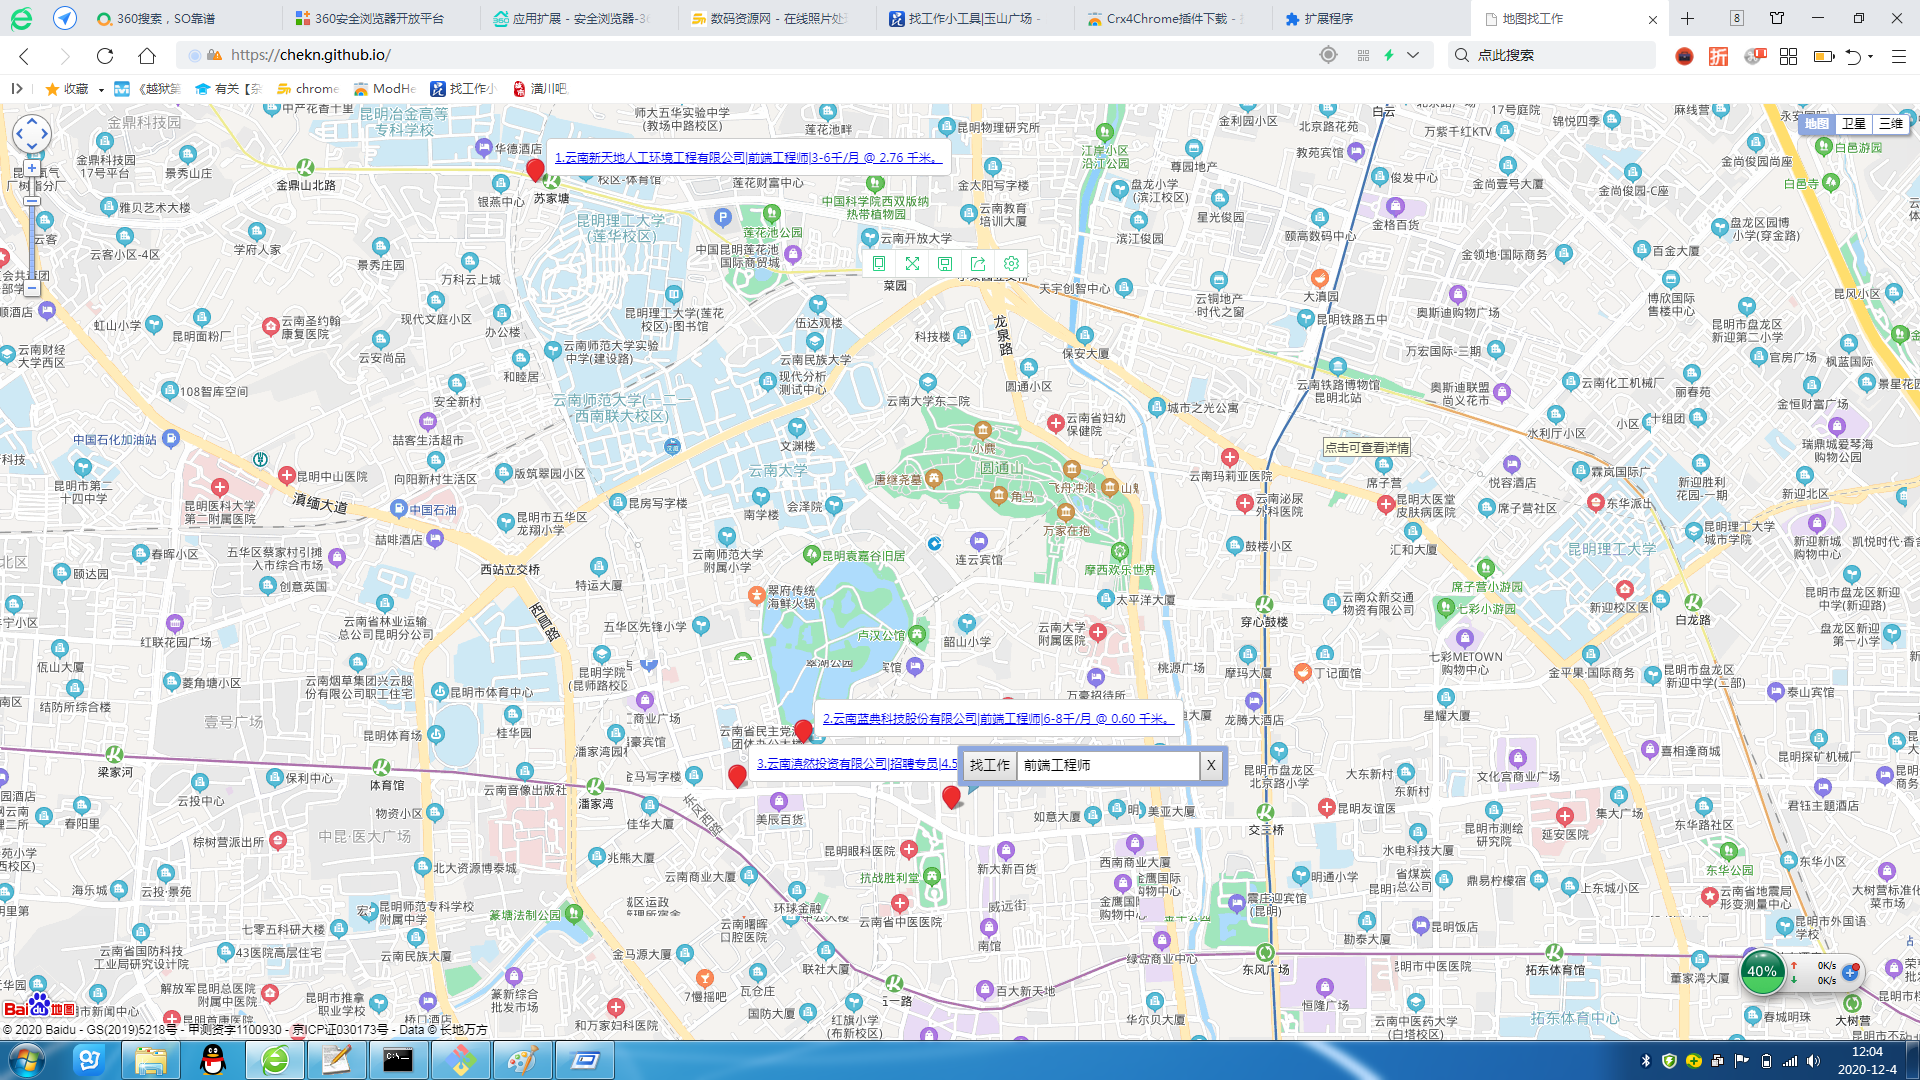 360搜索，SO靠谱
360安全浏览器开放平台
应用扩展 - 安全浏览器-36
数码资源网 - 在线照片处
找工作小工具|玉山广场 -
Crx4Chrome插件下载 -
扩展程序
地图找工作
8
https://chekn.github.io/
点此搜索
收藏
《越狱第
有关【杂
chrome
ModHe
找工作小
潢川吧
地图
卫星
三维
1.云南新天地人工环境工程有限公司|前端工程师|3-6千/月 @ 2.76 千米。
2.云南蓝典科技股份有限公司|前端工程师|6-8千/月 @ 0.60 千米。
3.云南滇然投资有限公司|招聘专员|4.5
找工作
前端工程师
X
点击可查看详情
金鼎科技园
昆明冶金高等
专科学校
师大五华实验中学
(教场中路校区)
莲花池畔
昆明物理研究所
江岸小区
沿江公园
金利园小区
北京路花苑
白云
17号庭院
万紫千红KTV
锦悦四季
麻线营
白邑游园
金鼎科技园
17号平台
景秀山庄
华德酒店
金鼎山北路
苏家塘
银燕中心
莲花财富中心
金太阳写字楼
尊园地产
教苑宾馆
俊发中心
金尚俊园尚座
金尚壹号大厦
金尚俊园-C座
白邑寺
雅贝艺术大楼
中国科学院西双版纳
热带植物园
云南教育
培训大厦
盘龙小学
(滨江校区)
星光俊园
金格百货
昆明理工大学
(莲华校区)
莲花池公园
云南开放大学
滨江俊园
颐高数码中心
盘龙区园博
小学(穿金路)
云客小区-4区
学府人家
景秀庄园
中国昆明莲花池
国际商贸城
金领地·国际商务
百金大厦
万科云上城
菜园
天宇创智中心
云铜地产
·时代之窗
大滇园
奥斯迪购物广场
博欣国际
售楼中心
昆风小区
虹山小学
昆明面粉厂
云南圣约翰
康复医院
现代文庭小区
办公楼
昆明理工大学(莲花
校区)-图书馆
伍达观楼
科技楼
龙泉路
保安大厦
昆明铁路五中
昆明市盘龙区
新迎第二小学
云南财经
大学西区
云安尚品
和睦居
云南师范大学实验
中学(建设路)
云南民族大学
现代分析
测试中心
圆通小区
云南铁路博物馆
昆明北站
万宏国际-三期
官房广场
枫蓝国际
108智库空间
安全新村
云南师范大学(一二一
西南联大校区)
云南大学东二院
云南省妇幼
保健院
城市之光公寓
奥斯迪联盟
尚义花市
云南化工机械厂
丽春苑
金恒财富广场
景星花园
中国石化加油站
喆客生活超市
文渊楼
小麂
圆通山
水利厅小区
十组团
瑞鼎城爱琴海
购物公园
昆明市第二
十四中学
昆明中山医院
向阳新村生活区
版筑翠园小区
云南大学
唐继尧墓
飞舟冲浪
云南玛莉亚医院
席子营
悦容酒店
霖岚国际广
新迎胜利
花园-一期
昆明医科大学
第二附属医院
滇缅大道
中国石油
昆房写字楼
会泽院
南学楼
角马
万家在抱
云南泌尿
外科医院
昆明太医堂
皮肤病医院
席子营社区
东华派出
新迎北区
昆明市五华区
龙翔小学
喆啡酒店
春晖小区
五华区蔡家村引摊
入市综合市场
颐达园
创意英国
西站立交桥
云南师范大学
附属小学
昆明袁嘉谷旧居
连云宾馆
摩西欢乐世界
鼓楼小区
汇和大厦
昆明理工大学
昆明理工大学
城市学院
新迎新城
购物中心
特运大厦
翠府传统
海鲜火锅
太平洋大厦
云南众新交通
物资有限公司
席子营小游园
七彩小游园
新迎校区医
昆明市盘龙区新迎
中学(新迎路)
红联花园广场
云南省林业运输
总公司昆明分公司
西昌路
五华区先锋小学
卢汉公馆
韶山小学
云南大学
附属医院
穿心鼓楼
白龙路
盘龙区新迎
第一小学
佤山大厦
云南烟草集团兴云股
份有限公司职工住宅
昆明学院
(昆师路校区
翠湖公园
桃源广场
摩玛大厦
丁记面馆
七彩METOWN
购物中心
金平果·国际商务
昆明市盘龙区
新迎中学(二部)
菱角塘小区
昆明市体育中心
万豪招待所
泰山宾馆
结防所综合楼
壹号广场
桂华园
龙腾大酒店
星耀大厦
昆明体育场
潘家湾园
喜相逢商城
昆明探矿机械厂
梁家河
保利中心
体育馆
云南音像出版社
金马写字楼
潘家湾
昆明市盘龙区
北京路小学
大东新村
东新村
文化宫商业广场
云投中心
春阳里
物资小区
佳华大厦
东风西路
美辰百货
如意大厦
美亚大厦
交三桥
昆明友谊医
昆明市测绘
研究院
集大广场
君钰主题酒店
棕树营派出所
中昆·医大广场
延安医院
东华路社区
北大资源博泰城
兆熊大厦
昆明眼科医院
新大新百货
西南商业大厦
水电科技大厦
东华小区
东华公园
海乐城
云投·景苑
云南商业大厦
抗战胜利堂
威远街
金鹰国际
购物中心
明通小学
省煤炭
总公司
鼎易柠檬宿
上东城小区
云南省地震局
形变测量中心
昆明师范专科学校
附属中学
篆塘法制公园
环球金融
云南省中医医院
震庄迎宾馆
(昆明)
昆明饭店
昆明市外国语
学校
七零五科研大楼
云南曙晖
口腔医院
南馆
勘泰大厦
云南省国防科技
工业局研究设计院
43医院高层住宅
云南民族大厦
金马源大厦
联社大厦
绿岛商业中心
东风广场
昆明市中医医院
拓东体育馆
董家湾大厦
解放军昆明总医院
附属中医院
昆明市推拿
职业学校
篆新综合
批发市场
7慢摇吧
瓦仓庄
五一路
百大新天地
恒隆广场
大树营
桥口酒店
和万家妇科医院
国防大厦
红旗小学
(布新校区)
华尔贝大厦
云南中医药大学
(白塔校区)
拓东体育中心
春城明珠
40%
0K/s
0K/s
Baidu地图
© 2020 Baidu - GS(2019)5218号 - 甲测资字1100930 - 京ICP证030173号 - Data © 长地万方
12:04
2020-12-4